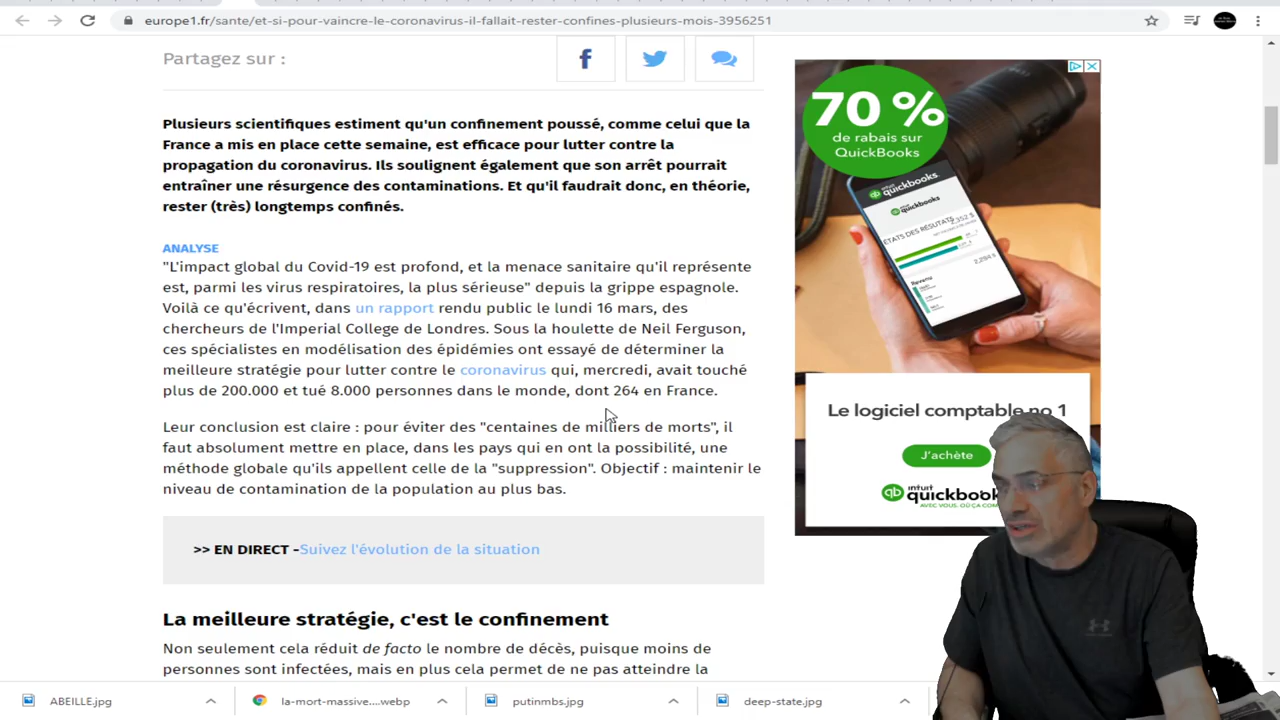 europe1.fr/sante/et-si-pour-vaincre-le-coronavirus-il-fallait-rester-confines-plusieurs-mois-3956251
Partagez sur :
Plusieurs scientifiques estiment qu'un confinement poussé, comme celui que la
France a mis en place cette semaine, est efficace pour lutter contre la
propagation du coronavirus. Ils soulignent également que son arrêt pourrait
entraîner une résurgence des contaminations. Et qu'il faudrait donc, en théorie,
rester (très) longtemps confinés.
ANALYSE
"L'impact global du Covid-19 est profond, et la menace sanitaire qu'il représente
est, parmi les virus respiratoires, la plus sérieuse" depuis la grippe espagnole.
Voilà ce qu'écrivent, dans un rapport rendu public le lundi 16 mars, des
chercheurs de l'Imperial College de Londres. Sous la houlette de Neil Ferguson,
ces spécialistes en modélisation des épidémies ont essayé de déterminer la
meilleure stratégie pour lutter contre le coronavirus qui, mercredi, avait touché
plus de 200.000 et tué 8.000 personnes dans le monde, dont 264 en France.
Leur conclusion est claire : pour éviter des "centaines de milliers de morts", il
faut absolument mettre en place, dans les pays qui en ont la possibilité, une
méthode globale qu'ils appellent celle de la "suppression". Objectif : maintenir le
niveau de contamination de la population au plus bas.
>> EN DIRECT -Suivez l'évolution de la situation
La meilleure stratégie, c'est le confinement
Non seulement cela réduit de facto le nombre de décès, puisque moins de
personnes sont infectées, mais en plus cela permet de ne pas atteindre la
70 %
de rabais sur
QuickBooks
intuit
quickbooks.
quickbooks.
ÉTATS DES RÉSULTATS
Le logiciel comptable no 1
J'achète
intuit
quickbook
AVEC VOUS. OÙ ÇA COM
ABEILLE.jpg
la-mort-massive....webp
putinmbs.jpg
deep-state.jpg